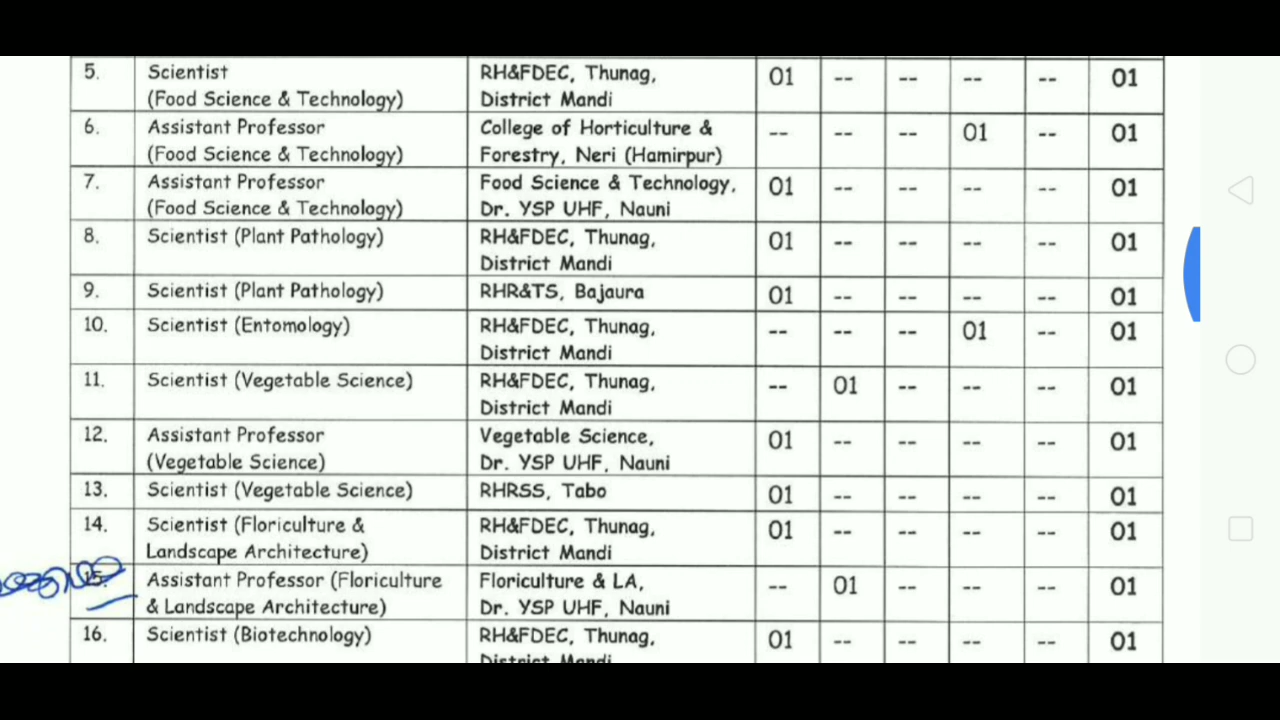 5. Scientist RH&FDEC, Thunag, 01 -- -- -- -- 01
(Food Science & Technology) District Mandi
6. Assistant Professor College of Horticulture & -- -- -- 01 -- 01
(Food Science & Technology) Forestry, Neri (Hamirpur)
7. Assistant Professor Food Science & Technology, 01 -- -- -- -- 01
(Food Science & Technology) Dr. YSP UHF, Nauni
8. Scientist (Plant Pathology) RH&FDEC, Thunag, 01 -- -- -- -- 01
District Mandi
9. Scientist (Plant Pathology) RHR&TS, Bajaura 01 -- -- -- -- 01
10. Scientist (Entomology) RH&FDEC, Thunag, -- -- -- 01 -- 01
District Mandi
11. Scientist (Vegetable Science) RH&FDEC, Thunag, -- 01 -- -- -- 01
District Mandi
12. Assistant Professor Vegetable Science, 01 -- -- -- -- 01
(Vegetable Science) Dr. YSP UHF, Nauni
13. Scientist (Vegetable Science) RHRSS, Tabo 01 -- -- -- -- 01
14. Scientist (Floriculture & RH&FDEC, Thunag, 01 -- -- -- -- 01
Landscape Architecture) District Mandi
15. Assistant Professor (Floriculture Floriculture & LA, -- 01 -- -- -- 01
& Landscape Architecture) Dr. YSP UHF, Nauni
16. Scientist (Biotechnology) RH&FDEC, Thunag, 01 -- -- -- -- 01
District Mandi